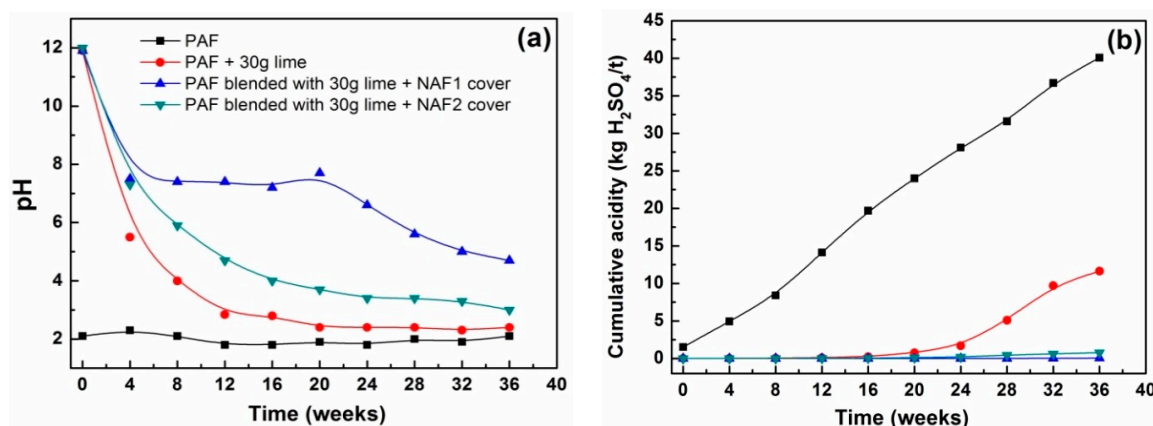 (a)
PAF
PAF + 30g lime
PAF blended with 30g lime + NAF1 cover
PAF blended with 30g lime + NAF2 cover
12
10
8
6
4
2
pH
0 4 8 12 16 20 24 28 32 36 40
Time (weeks)
(b)
45
40
35
30
25
20
15
10
5
0
Cumulative acidity (kg H₂SO₄/t)
0 4 8 12 16 20 24 28 32 36 40
Time (weeks)